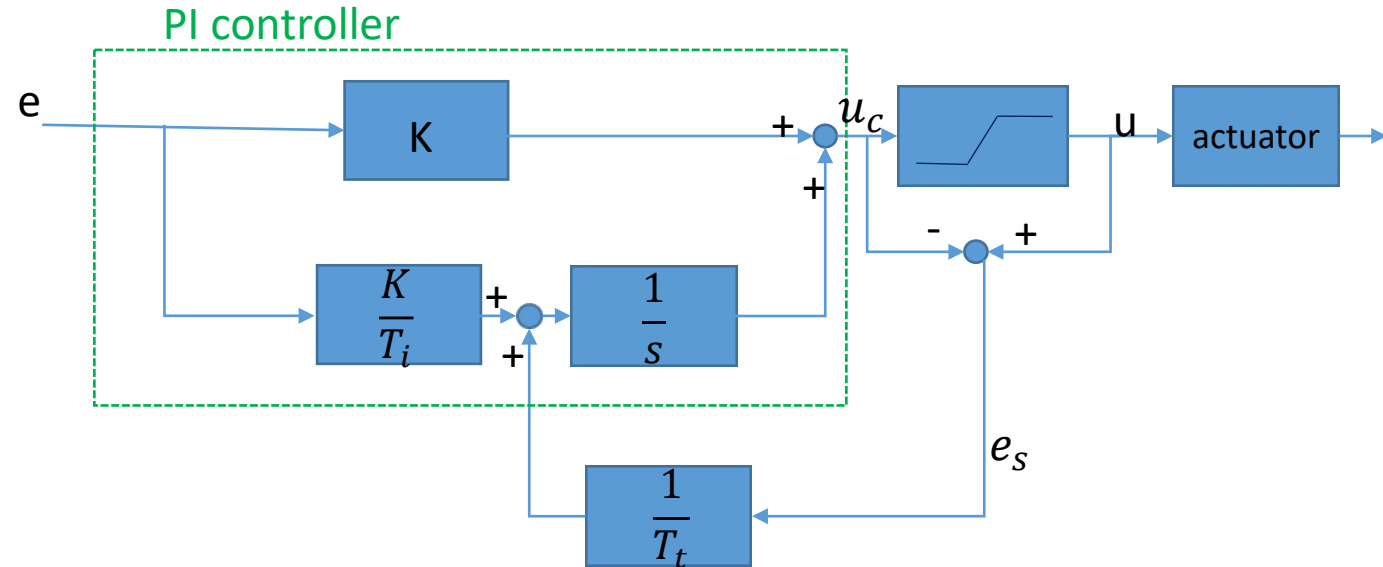 PI controller
e
K
+
+
u_c
u
actuator
-
+
K
T_i
+
+
1
s
e_s
1
T_t